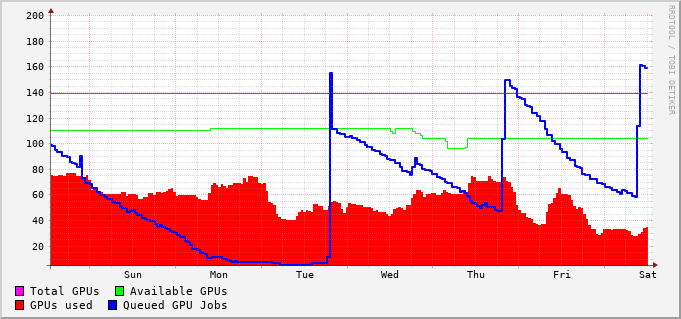 200
180
160
140
120
100
80
60
40
20
Sun Mon Tue Wed Thu Fri Sat
Total GPUs Available GPUs
GPUs used Queued GPU Jobs
RRDTOOL / TOBI OETIKER